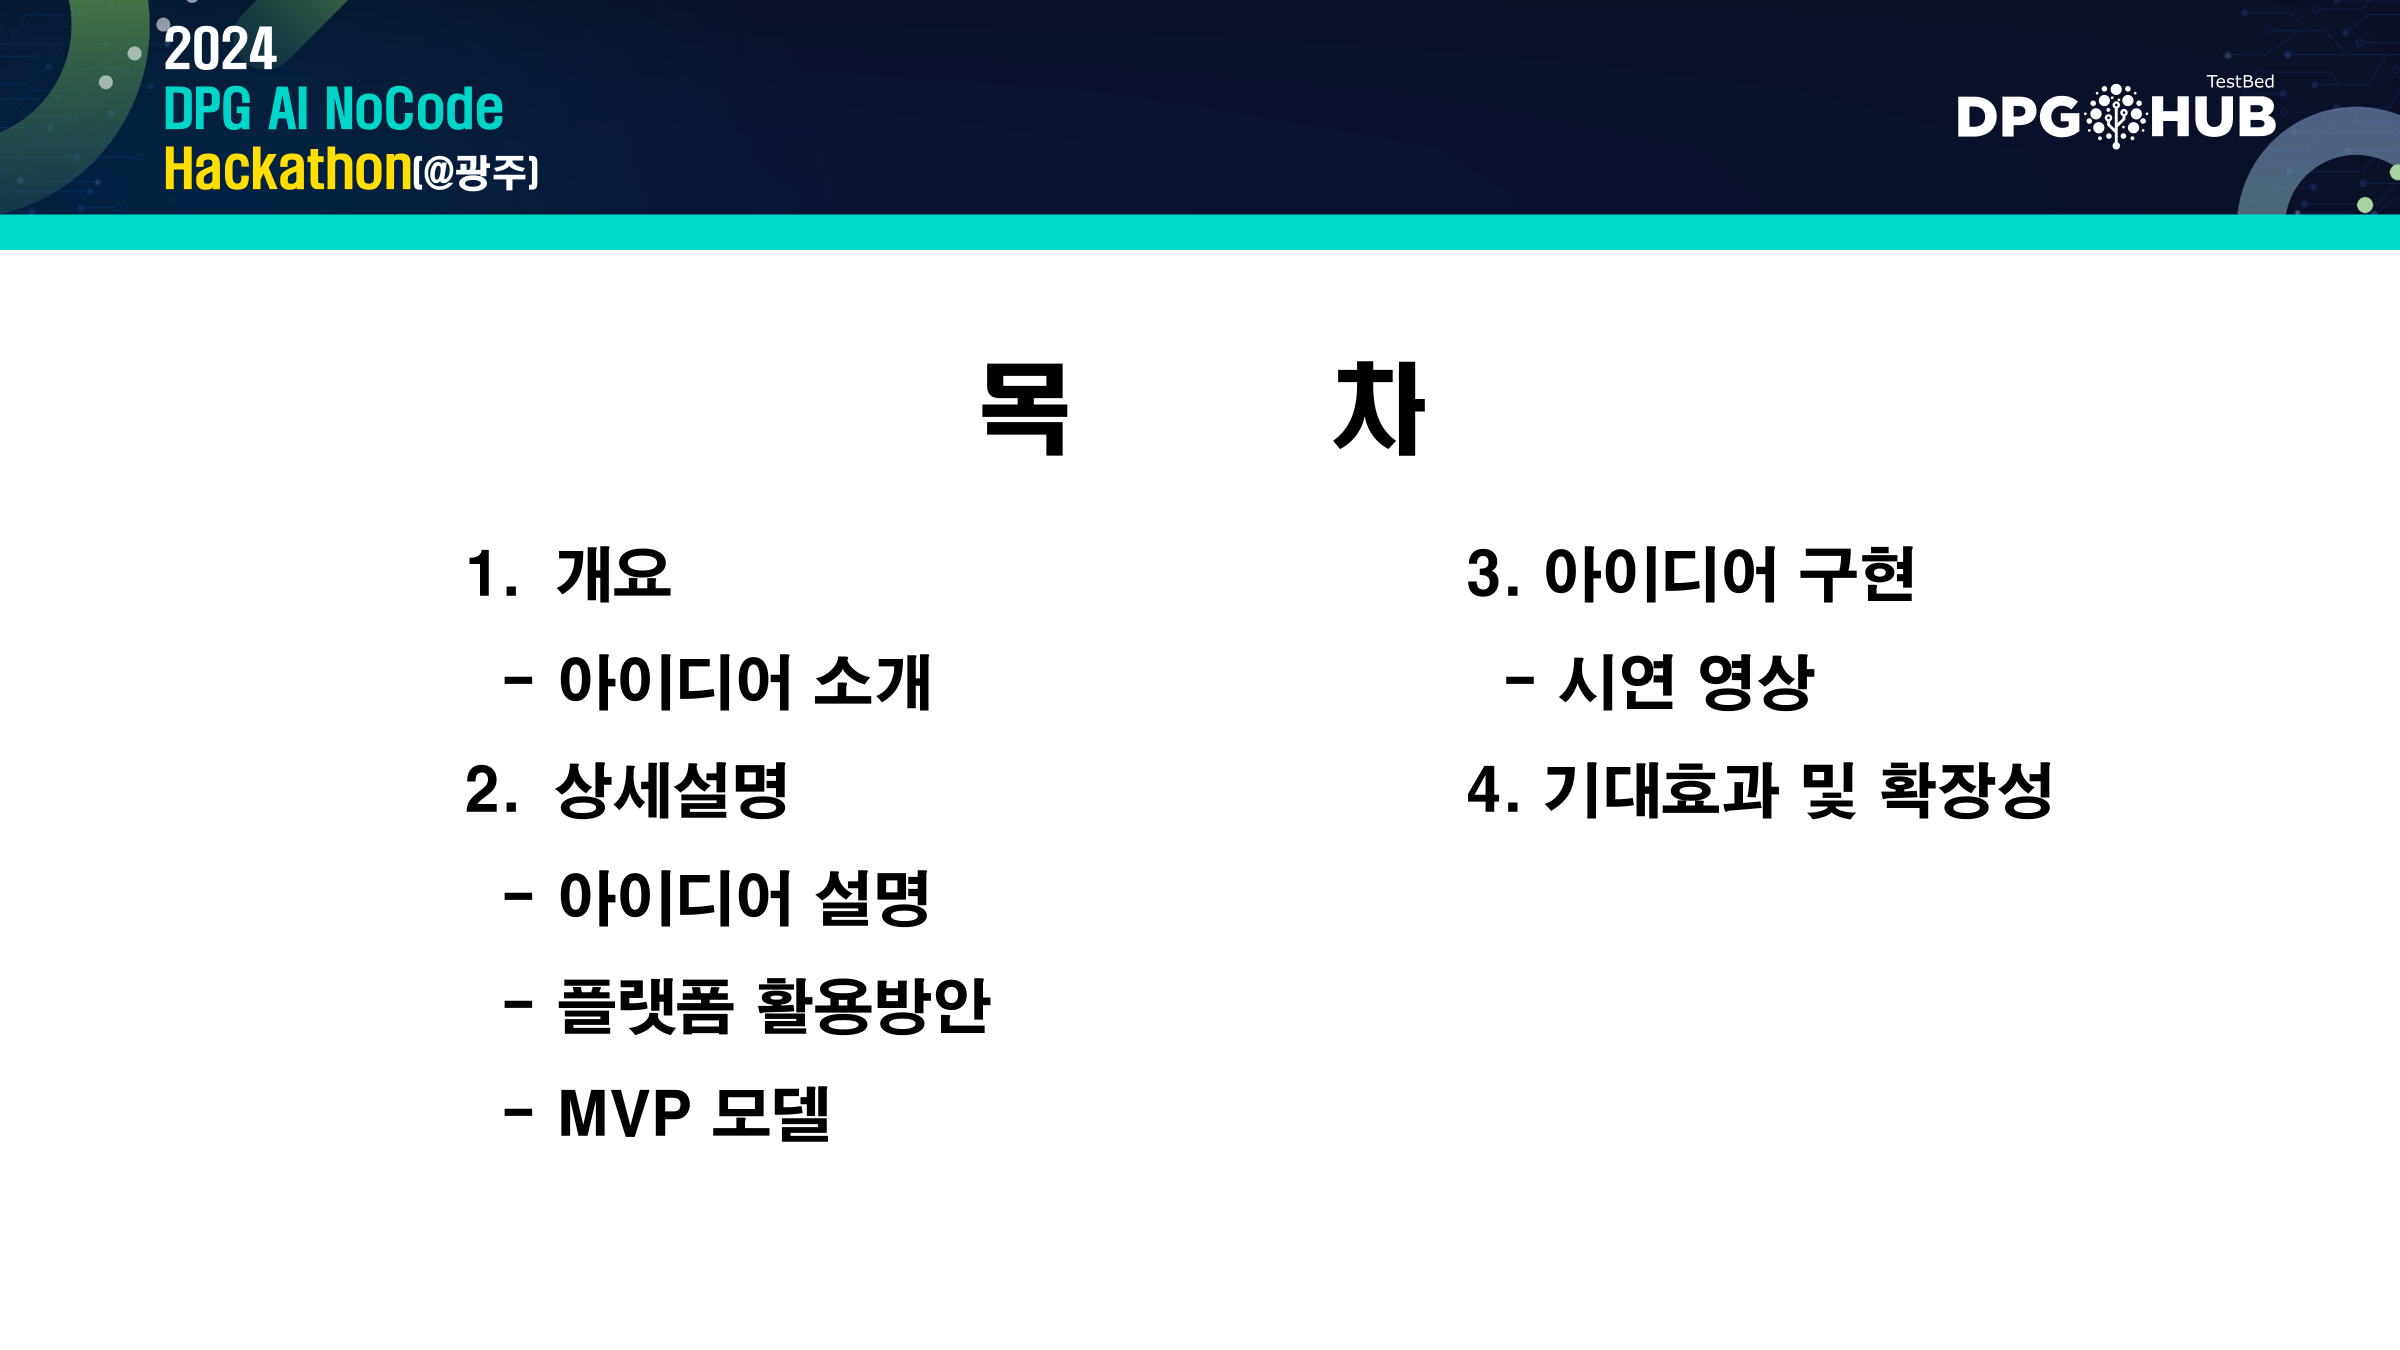 2024
DPG AI NoCode
Hackathon(@광주)
TestBed
DPG HUB
목 차
1. 개요
- 아이디어 소개
2. 상세설명
- 아이디어 설명
- 플랫폼 활용방안
- MVP 모델
3. 아이디어 구현
- 시연 영상
4. 기대효과 및 확장성